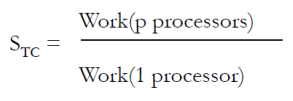 Work(p processors)
S_TC =
Work(1 processor)